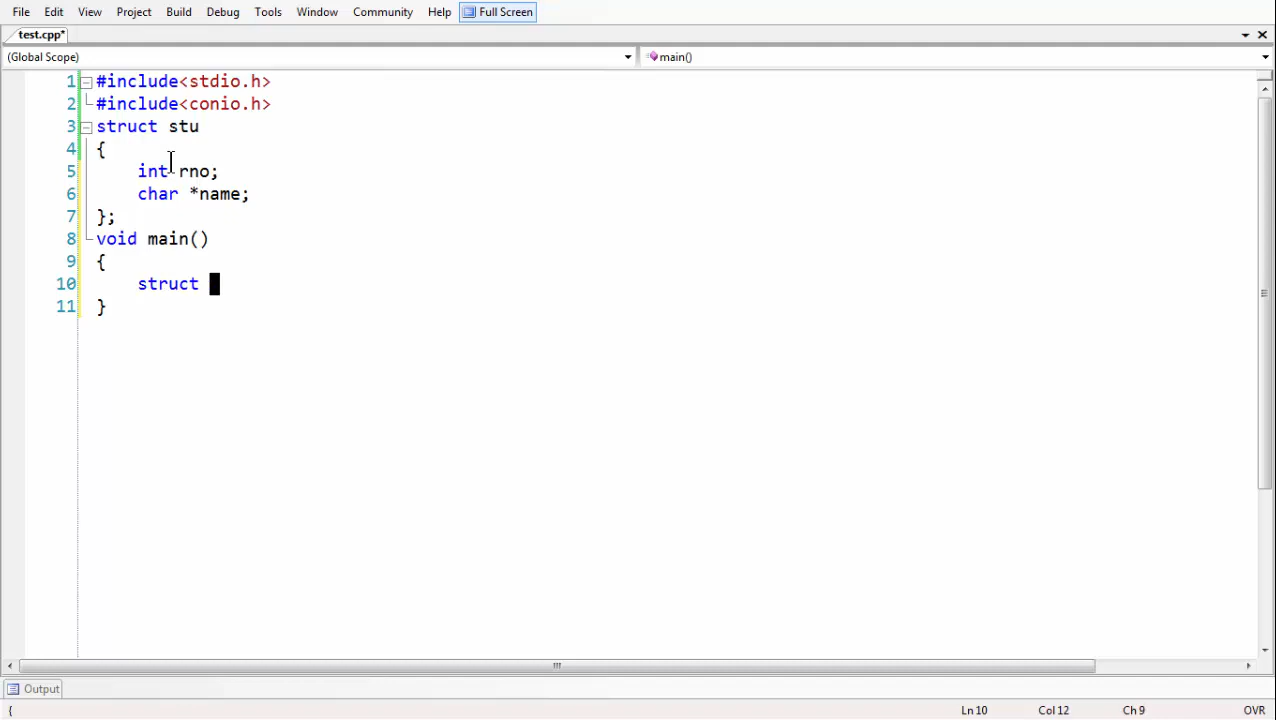 File Edit View Project Build Debug Tools Window Community Help Full Screen
test.cpp*
(Global Scope) main()
1 #include<stdio.h>
2 #include<conio.h>
3 struct stu
4 {
5 int rno;
6 char *name;
7 };
8 void main()
9 {
10 struct
11 }
Output
{ Ln 10 Col 12 Ch 9 OVR